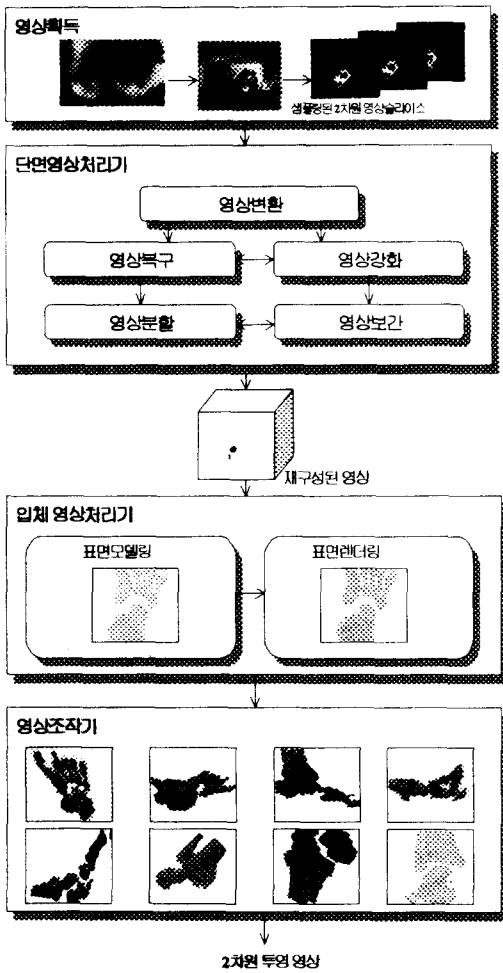 영상획득
샘플링된 2차원 영상슬라이스
단면영상처리기
영상변환
영상복구
영상강화
영상분할
영상보간
재구성된 영상
입체 영상처리기
표면모델링
표면렌더링
영상조작기
2차원 투영 영상